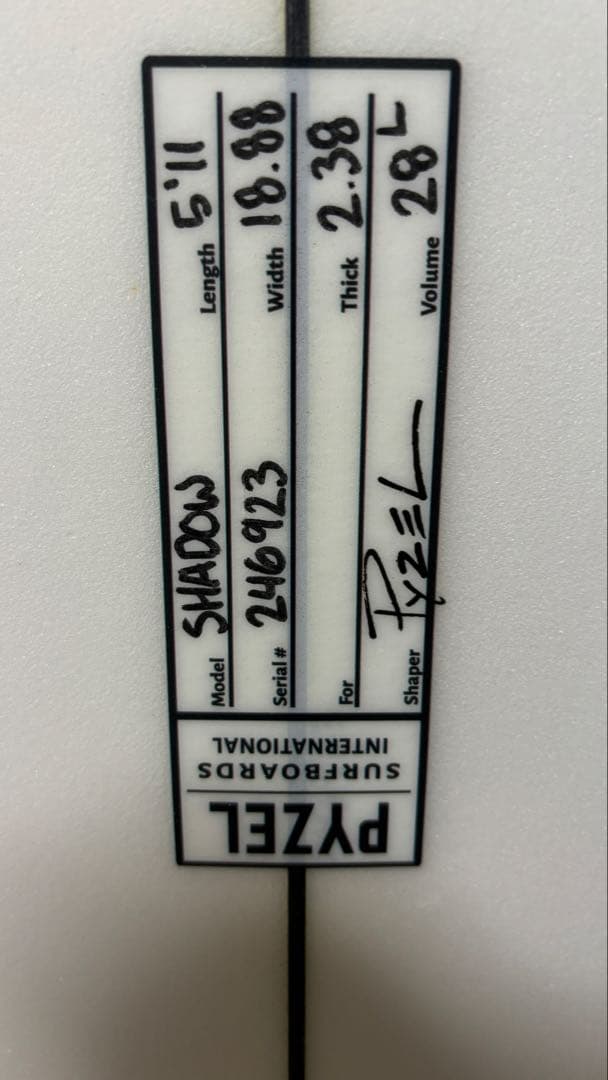 PYZEL
SURFBOARDS
INTERNATIONAL
Model SHADOW Length 5'11
Serial # 246923 Width 18.88
For Thick 2.38
Shaper PYZEL Volume 28 L